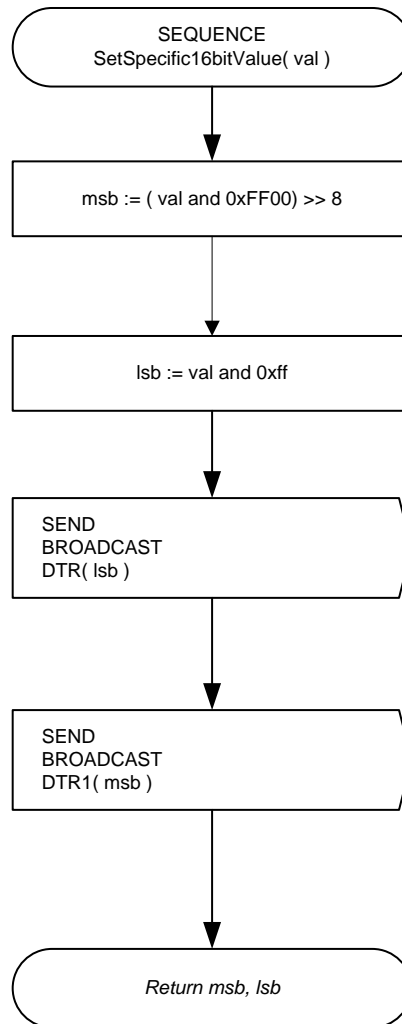 SEQUENCE
SetSpecific16bitValue( val )
msb := ( val and 0xFF00) >> 8
lsb := val and 0xff
SEND
BROADCAST
DTR( lsb )
SEND
BROADCAST
DTR1( msb )
Return msb, lsb